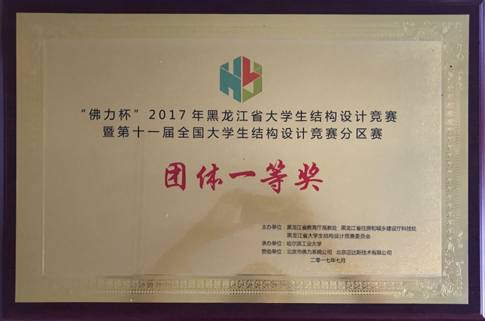 “佛力杯”2017年黑龙江省大学生结构设计竞赛
暨第十一届全国大学生结构设计竞赛分区赛
团体一等奖
主办单位：黑龙江省教育厅高教处 黑龙江省住房和城乡建设厅科技处
黑龙江省大学生结构设计竞赛委员会
承办单位：哈尔滨工业大学
赞助单位：北京市佛力系统公司 北京迈达斯技术有限公司
二零一七年七月